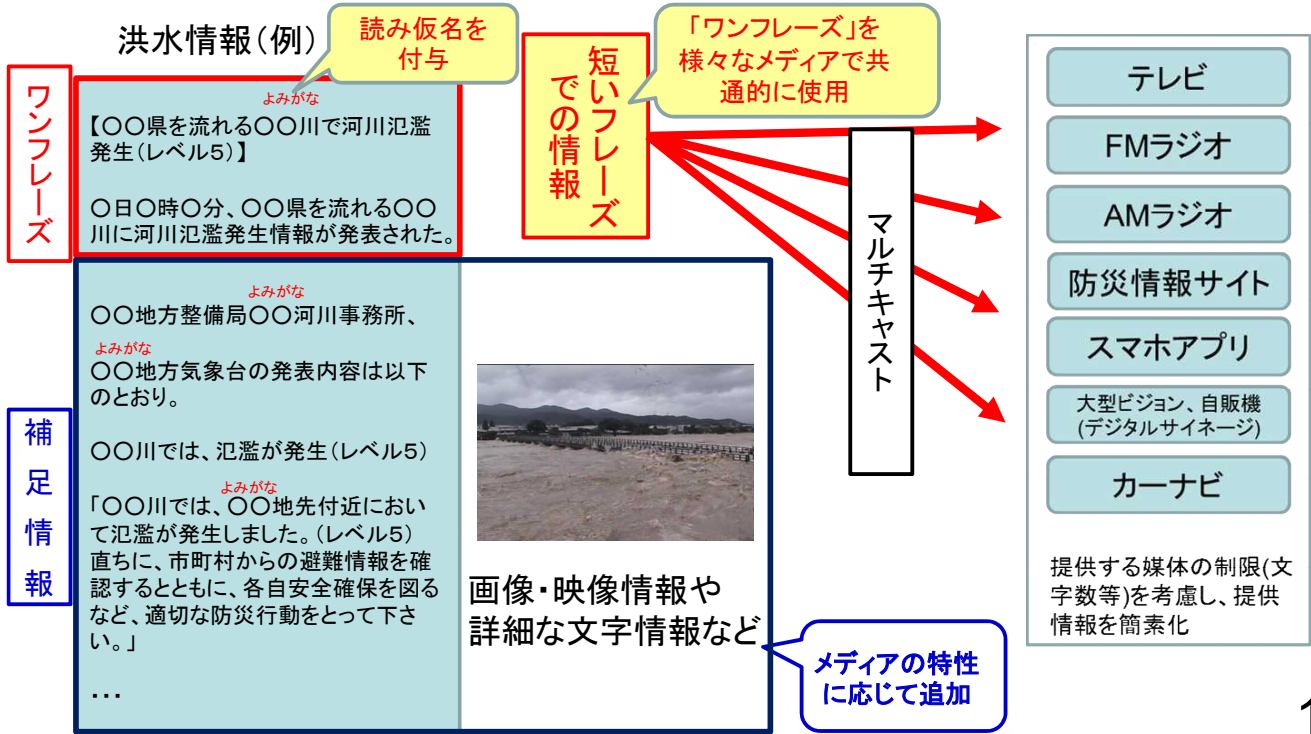 洪水情報(例)
読み仮名を
付与
ワンフレーズ
よみがな
【〇〇県を流れる〇〇川で河川氾濫
発生(レベル5)】
〇日〇時〇分、〇〇県を流れる〇〇
川に河川氾濫発生情報が発表された。
短いフレーズ
での情報
「ワンフレーズ」を
様々なメディアで共
通的に使用
マルチキャスト
テレビ
FMラジオ
AMラジオ
防災情報サイト
スマホアプリ
大型ビジョン、自販機
(デジタルサイネージ)
カーナビ
提供する媒体の制限(文
字数等)を考慮し、提供
情報を簡素化
補足情報
よみがな
〇〇地方整備局〇〇河川事務所、
よみがな
〇〇地方気象台の発表内容は以下
のとおり。
〇〇川では、氾濫が発生(レベル5)
よみがな
「〇〇川では、〇〇地先付近におい
て氾濫が発生しました。(レベル5)
直ちに、市町村からの避難情報を確
認するとともに、各自安全確保を図る
など、適切な防災行動をとって下さ
い。」
...
画像・映像情報や
詳細な文字情報など
メディアの特性
に応じて追加